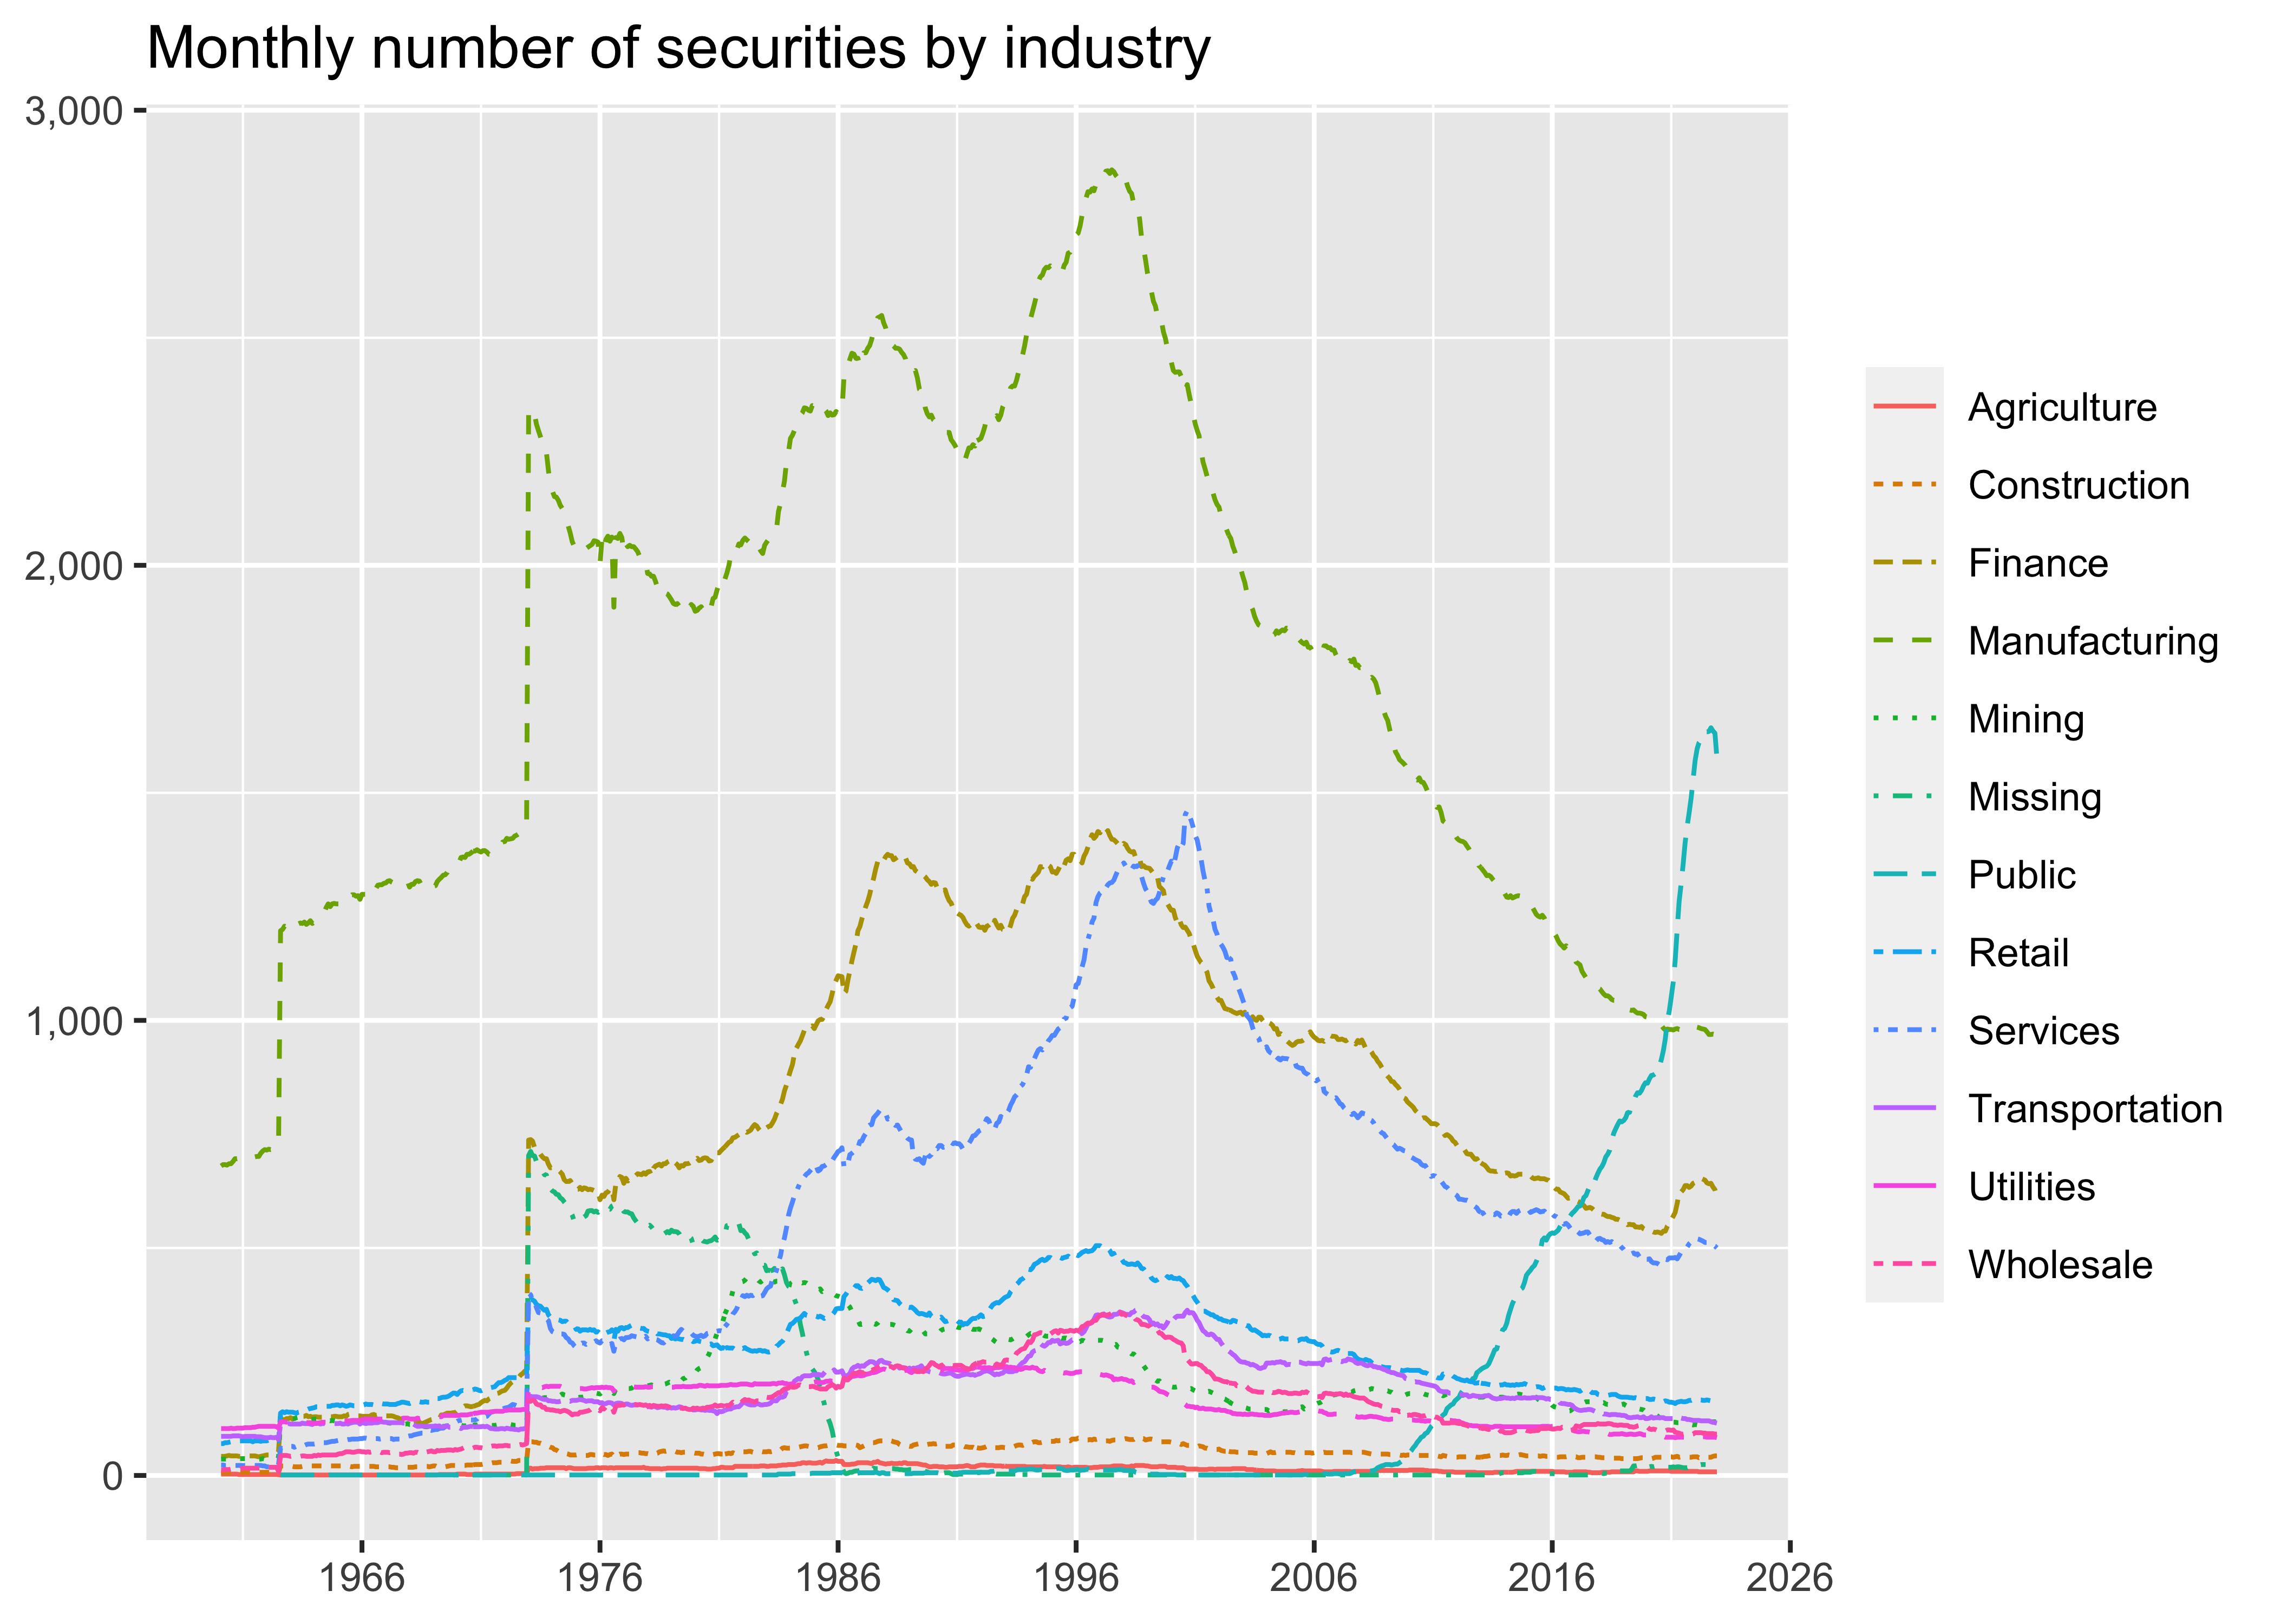 Monthly number of securities by industry
3,000
2,000
1,000
0
1966 1976 1986 1996 2006 2016 2026
Agriculture
Construction
Finance
Manufacturing
Mining
Missing
Public
Retail
Services
Transportation
Utilities
Wholesale